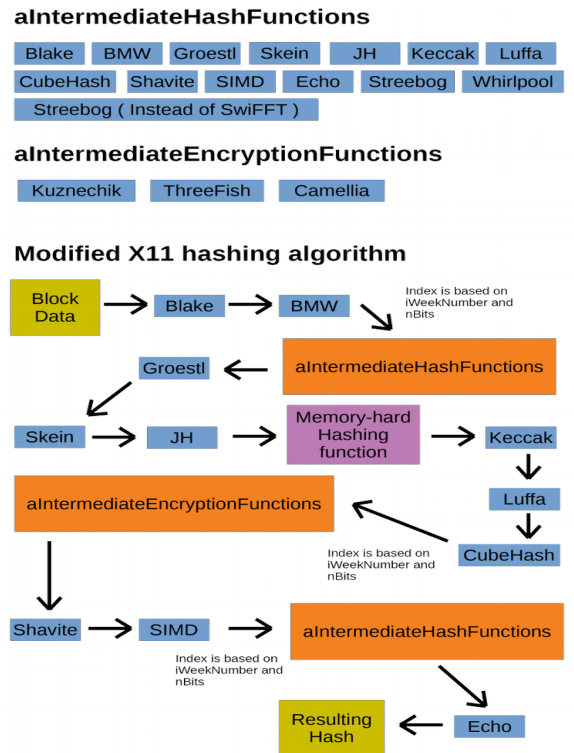 aIntermediateHashFunctions
Blake BMW Groestl Skein JH Keccak Luffa
CubeHash Shavite SIMD Echo Streebog Whirlpool
Streebog ( Instead of SwiFFT )
aIntermediateEncryptionFunctions
Kuznechik ThreeFish Camellia
Modified X11 hashing algorithm
Block
Data
Blake
BMW
Index is based on
iWeekNumber and
nBits
aIntermediateHashFunctions
Groestl
Skein
JH
Memory-hard
Hashing
function
Keccak
Luffa
CubeHash
Index is based on
iWeekNumber and
nBits
aIntermediateEncryptionFunctions
Shavite
SIMD
Index is based on
iWeekNumber and
nBits
aIntermediateHashFunctions
Echo
Resulting
Hash